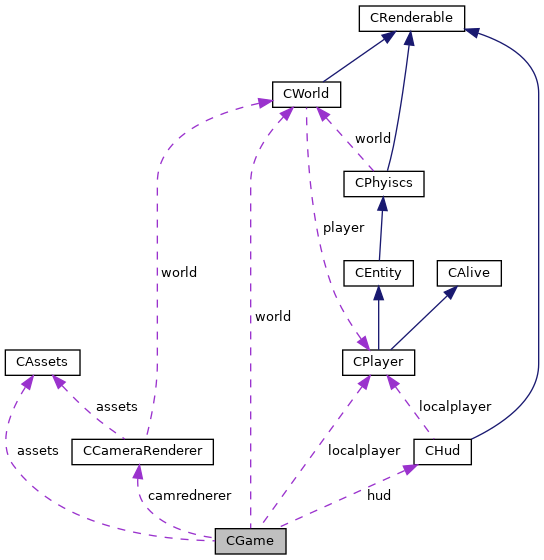 CRenderable
CWorld
world
CPhyiscs
player
world
CEntity
CAlive
world
CAssets
CPlayer
assets
localplayer
assets
CCameraRenderer
localplayer
CHud
camrednerer
hud
CGame